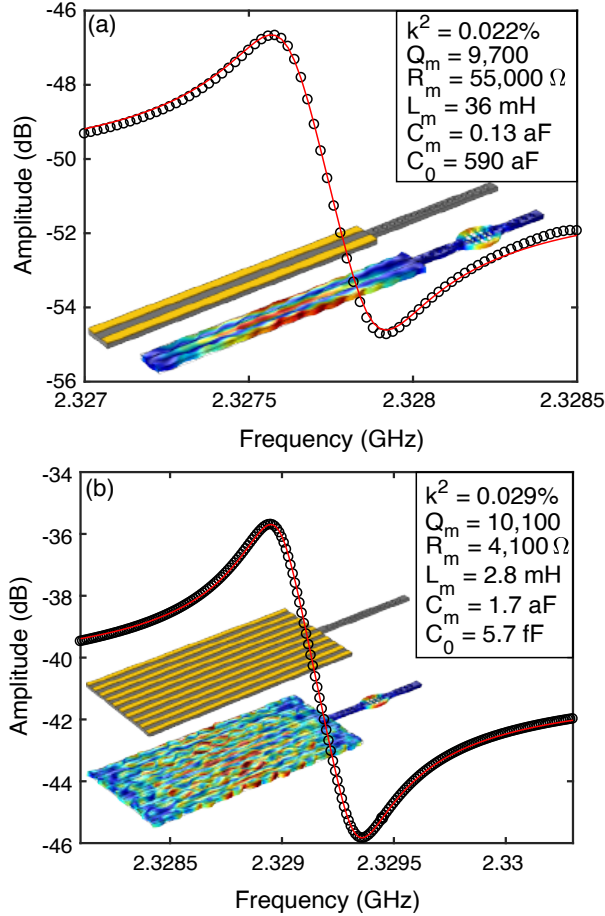 (a)
k² = 0.022%
Qₘ = 9,700
Rₘ = 55,000 Ω
Lₘ = 36 mH
Cₘ = 0.13 aF
C₀ = 590 aF
-46
-48
-50
-52
-54
-56
Amplitude (dB)
2.327 2.3275 2.328 2.3285
Frequency (GHz)
(b)
k² = 0.029%
Qₘ = 10,100
Rₘ = 4,100 Ω
Lₘ = 2.8 mH
Cₘ = 1.7 aF
C₀ = 5.7 fF
-34
-36
-38
-40
-42
-44
-46
Amplitude (dB)
2.3285 2.329 2.3295 2.33
Frequency (GHz)